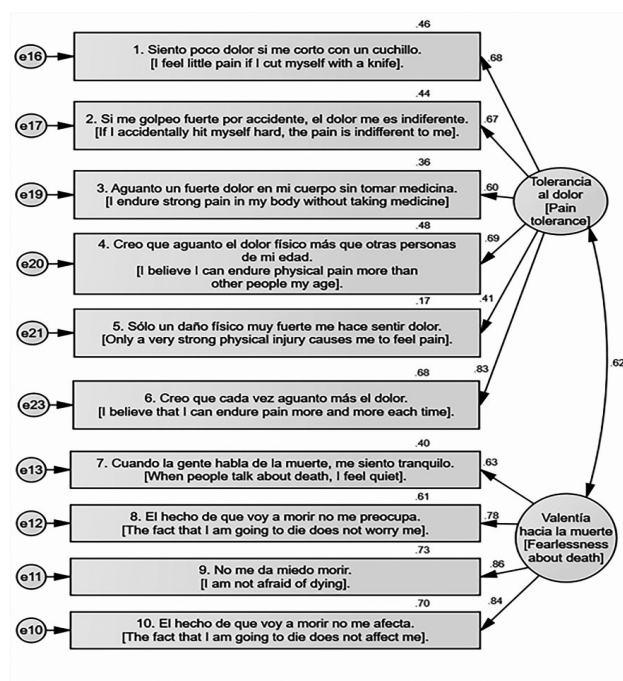 .46
e16
1. Siento poco dolor si me corto con un cuchillo.
[I feel little pain if I cut myself with a knife].
.68
.44
e17
2. Si me golpeo fuerte por accidente, el dolor me es indiferente.
[If I accidentally hit myself hard, the pain is indifferent to me].
.67
.36
e19
3. Aguanto un fuerte dolor en mi cuerpo sin tomar medicina.
[I endure strong pain in my body without taking medicine]
.60
Tolerancia
al dolor
[Pain
tolerance]
.48
e20
4. Creo que aguanto el dolor físico más que otras personas
de mi edad.
[I believe I can endure physical pain more than
other people my age].
.69
.17
e21
5. Sólo un daño físico muy fuerte me hace sentir dolor.
[Only a very strong physical injury causes me to feel pain].
.41
.68
e23
6. Creo que cada vez aguanto más el dolor.
[I believe that I can endure pain more and more each time].
.83
.62
.40
e13
7. Cuando la gente habla de la muerte, me siento tranquilo.
[When people talk about death, I feel quiet].
.63
.61
e12
8. El hecho de que voy a morir no me preocupa.
[The fact that I am going to die does not worry me].
.78
Valentía
hacia la muerte
[Fearlessness
about death]
.73
e11
9. No me da miedo morir.
[I am not afraid of dying].
.86
.70
e10
10. El hecho de que voy a morir no me afecta.
[The fact that I am going to die does not affect me].
.84